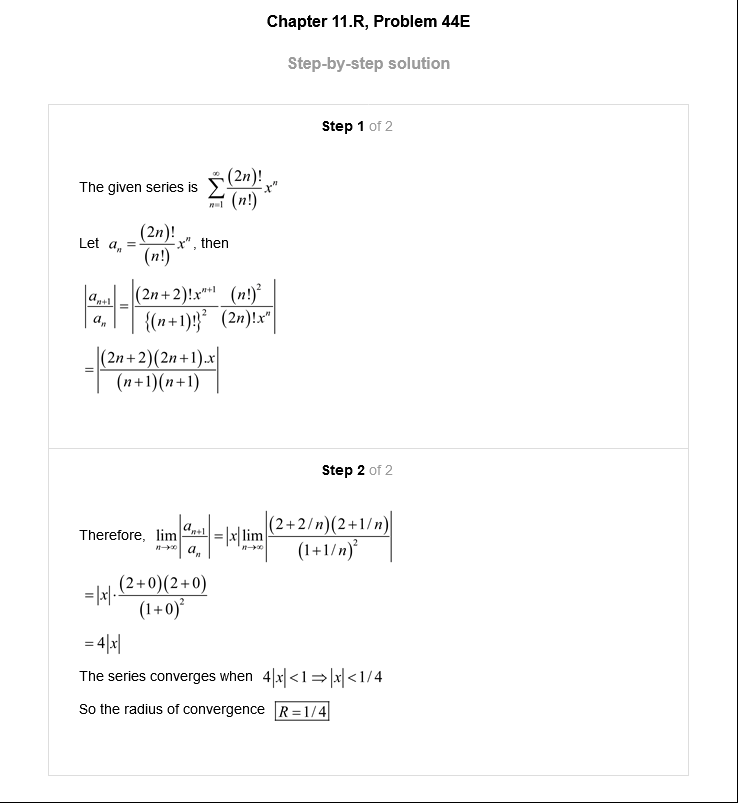 Chapter 11.R, Problem 44E
Step-by-step solution
Step 1 of 2
The given series is $\sum_{n=1}^{\infty} \frac{(2n)!}{(n!)} x^n$
Let $a_n = \frac{(2n)!}{(n!)} x^n$, then
$\left|\frac{a_{n+1}}{a_n}\right| = \left|\frac{(2n+2)! x^{n+1}}{\{(n+1)!\}^2} \frac{(n!)^2}{(2n)! x^n}\right|$
$= \left|\frac{(2n+2)(2n+1).x}{(n+1)(n+1)}\right|$
Step 2 of 2
Therefore, $\lim_{n \to \infty} \left|\frac{a_{n+1}}{a_n}\right| = |x| \lim_{n \to \infty} \left|\frac{(2+2/n)(2+1/n)}{(1+1/n)^2}\right|$
$= |x| \cdot \frac{(2+0)(2+0)}{(1+0)^2}$
$= 4|x|$
The series converges when $4|x| < 1 \Rightarrow |x| < 1/4$
So the radius of convergence $\boxed{R = 1/4}$